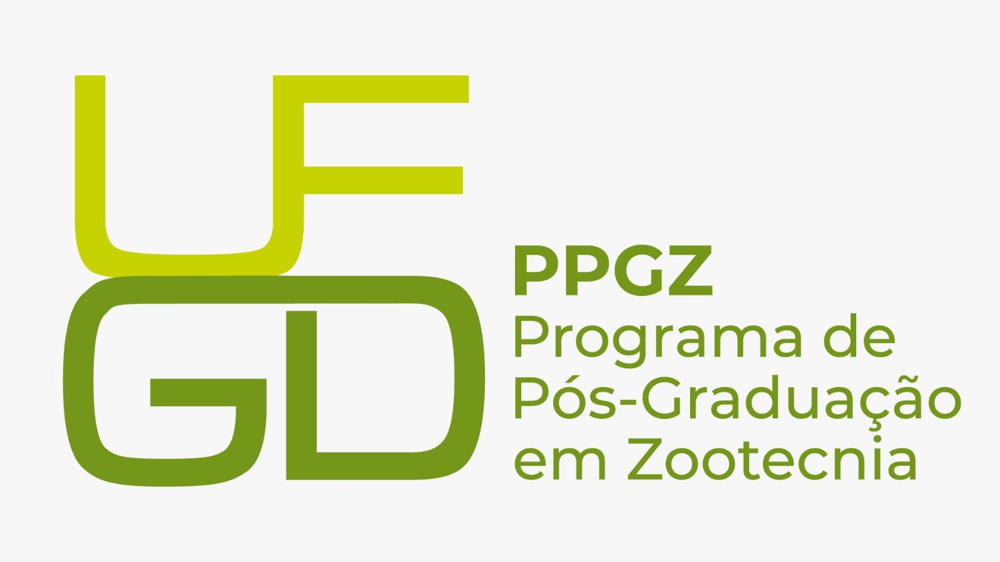 UF
GD
PPGZ
Programa de
Pós-Graduação
em Zootecnia